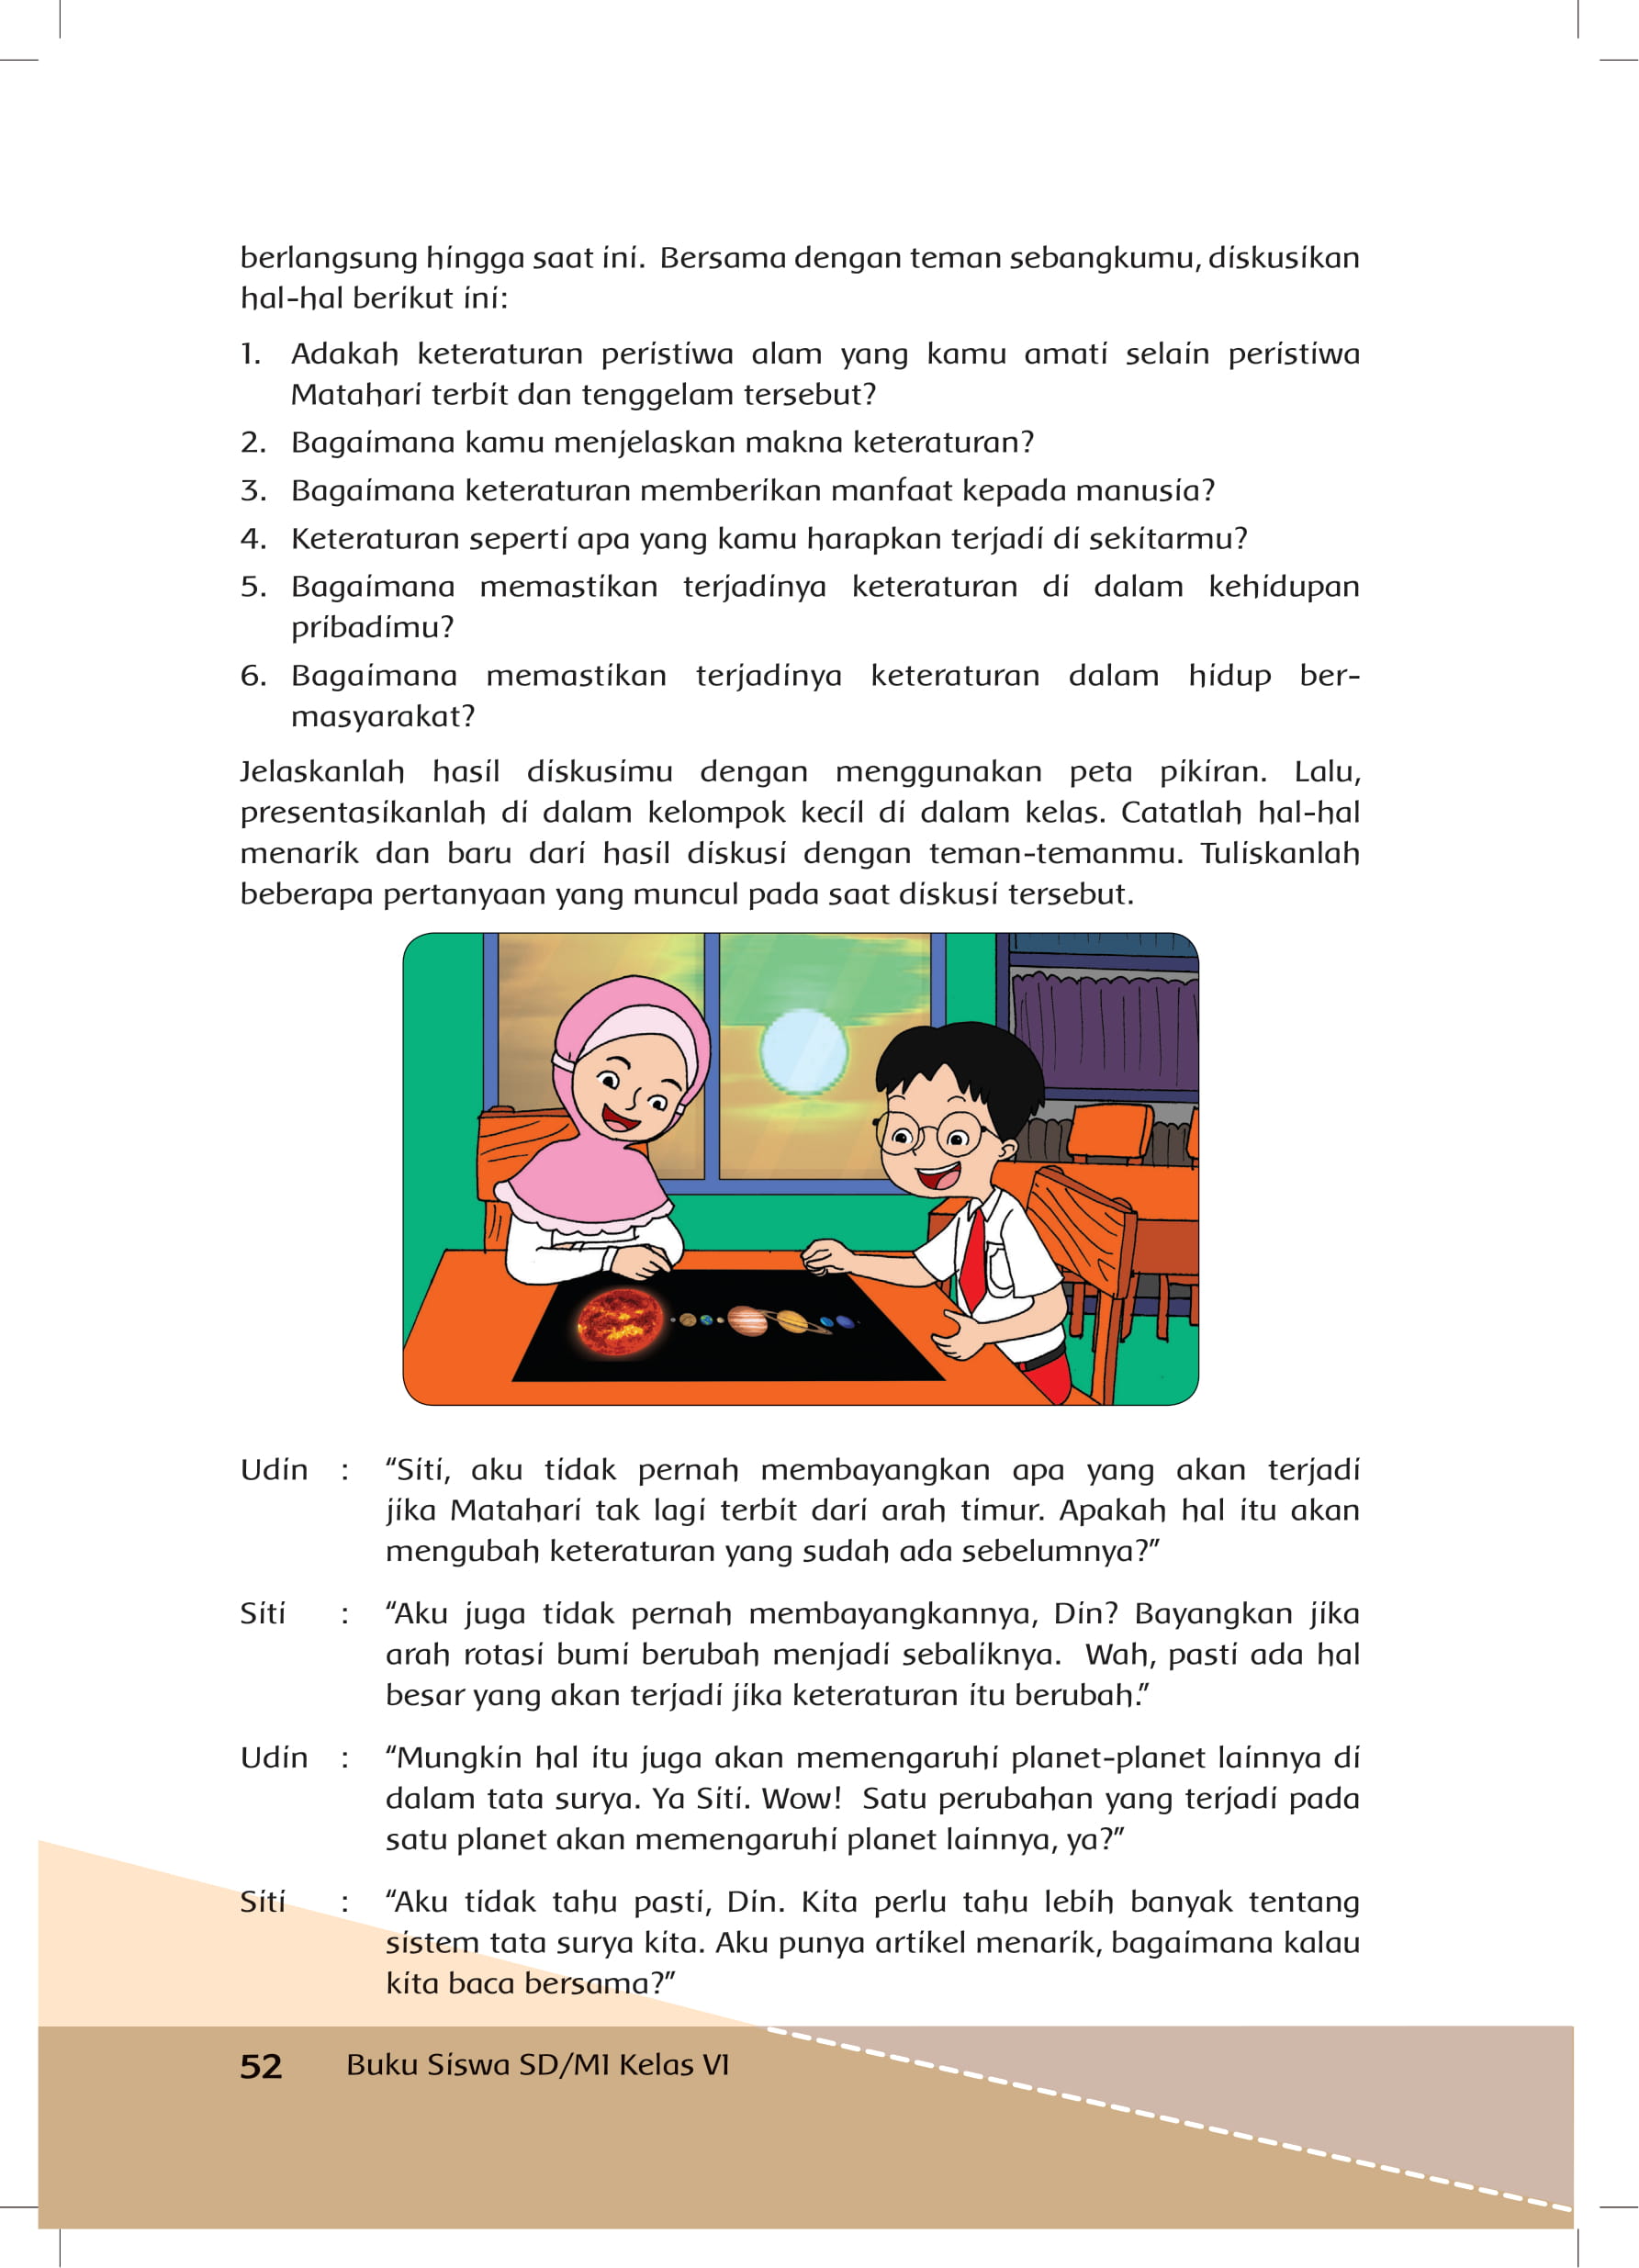 berlangsung hingga saat ini.  Bersama dengan teman sebangkumu, diskusikan
hal-hal berikut ini:
1. Adakah keteraturan peristiwa alam yang kamu amati selain peristiwa
Matahari terbit dan tenggelam tersebut?
2. Bagaimana kamu menjelaskan makna keteraturan?
3. Bagaimana keteraturan memberikan manfaat kepada manusia?
4. Keteraturan seperti apa yang kamu harapkan terjadi di sekitarmu?
5. Bagaimana memastikan terjadinya keteraturan di dalam kehidupan
pribadimu?
6. Bagaimana memastikan terjadinya keteraturan dalam hidup ber-
masyarakat?
Jelaskanlah hasil diskusimu dengan menggunakan peta pikiran. Lalu,
presentasikanlah di dalam kelompok kecil di dalam kelas. Catatlah hal-hal
menarik dan baru dari hasil diskusi dengan teman-temanmu. Tuliskanlah
beberapa pertanyaan yang muncul pada saat diskusi tersebut.
Udin : “Siti, aku tidak pernah membayangkan apa yang akan terjadi
jika Matahari tak lagi terbit dari arah timur. Apakah hal itu akan
mengubah keteraturan yang sudah ada sebelumnya?”
Siti : “Aku juga tidak pernah membayangkannya, Din? Bayangkan jika
arah rotasi bumi berubah menjadi sebaliknya.  Wah, pasti ada hal
besar yang akan terjadi jika keteraturan itu berubah.”
Udin : “Mungkin hal itu juga akan memengaruhi planet-planet lainnya di
dalam tata surya. Ya Siti. Wow!  Satu perubahan yang terjadi pada
satu planet akan memengaruhi planet lainnya, ya?”
Siti : “Aku tidak tahu pasti, Din. Kita perlu tahu lebih banyak tentang
sistem tata surya kita. Aku punya artikel menarik, bagaimana kalau
kita baca bersama?”
52 Buku Siswa SD/MI Kelas VI